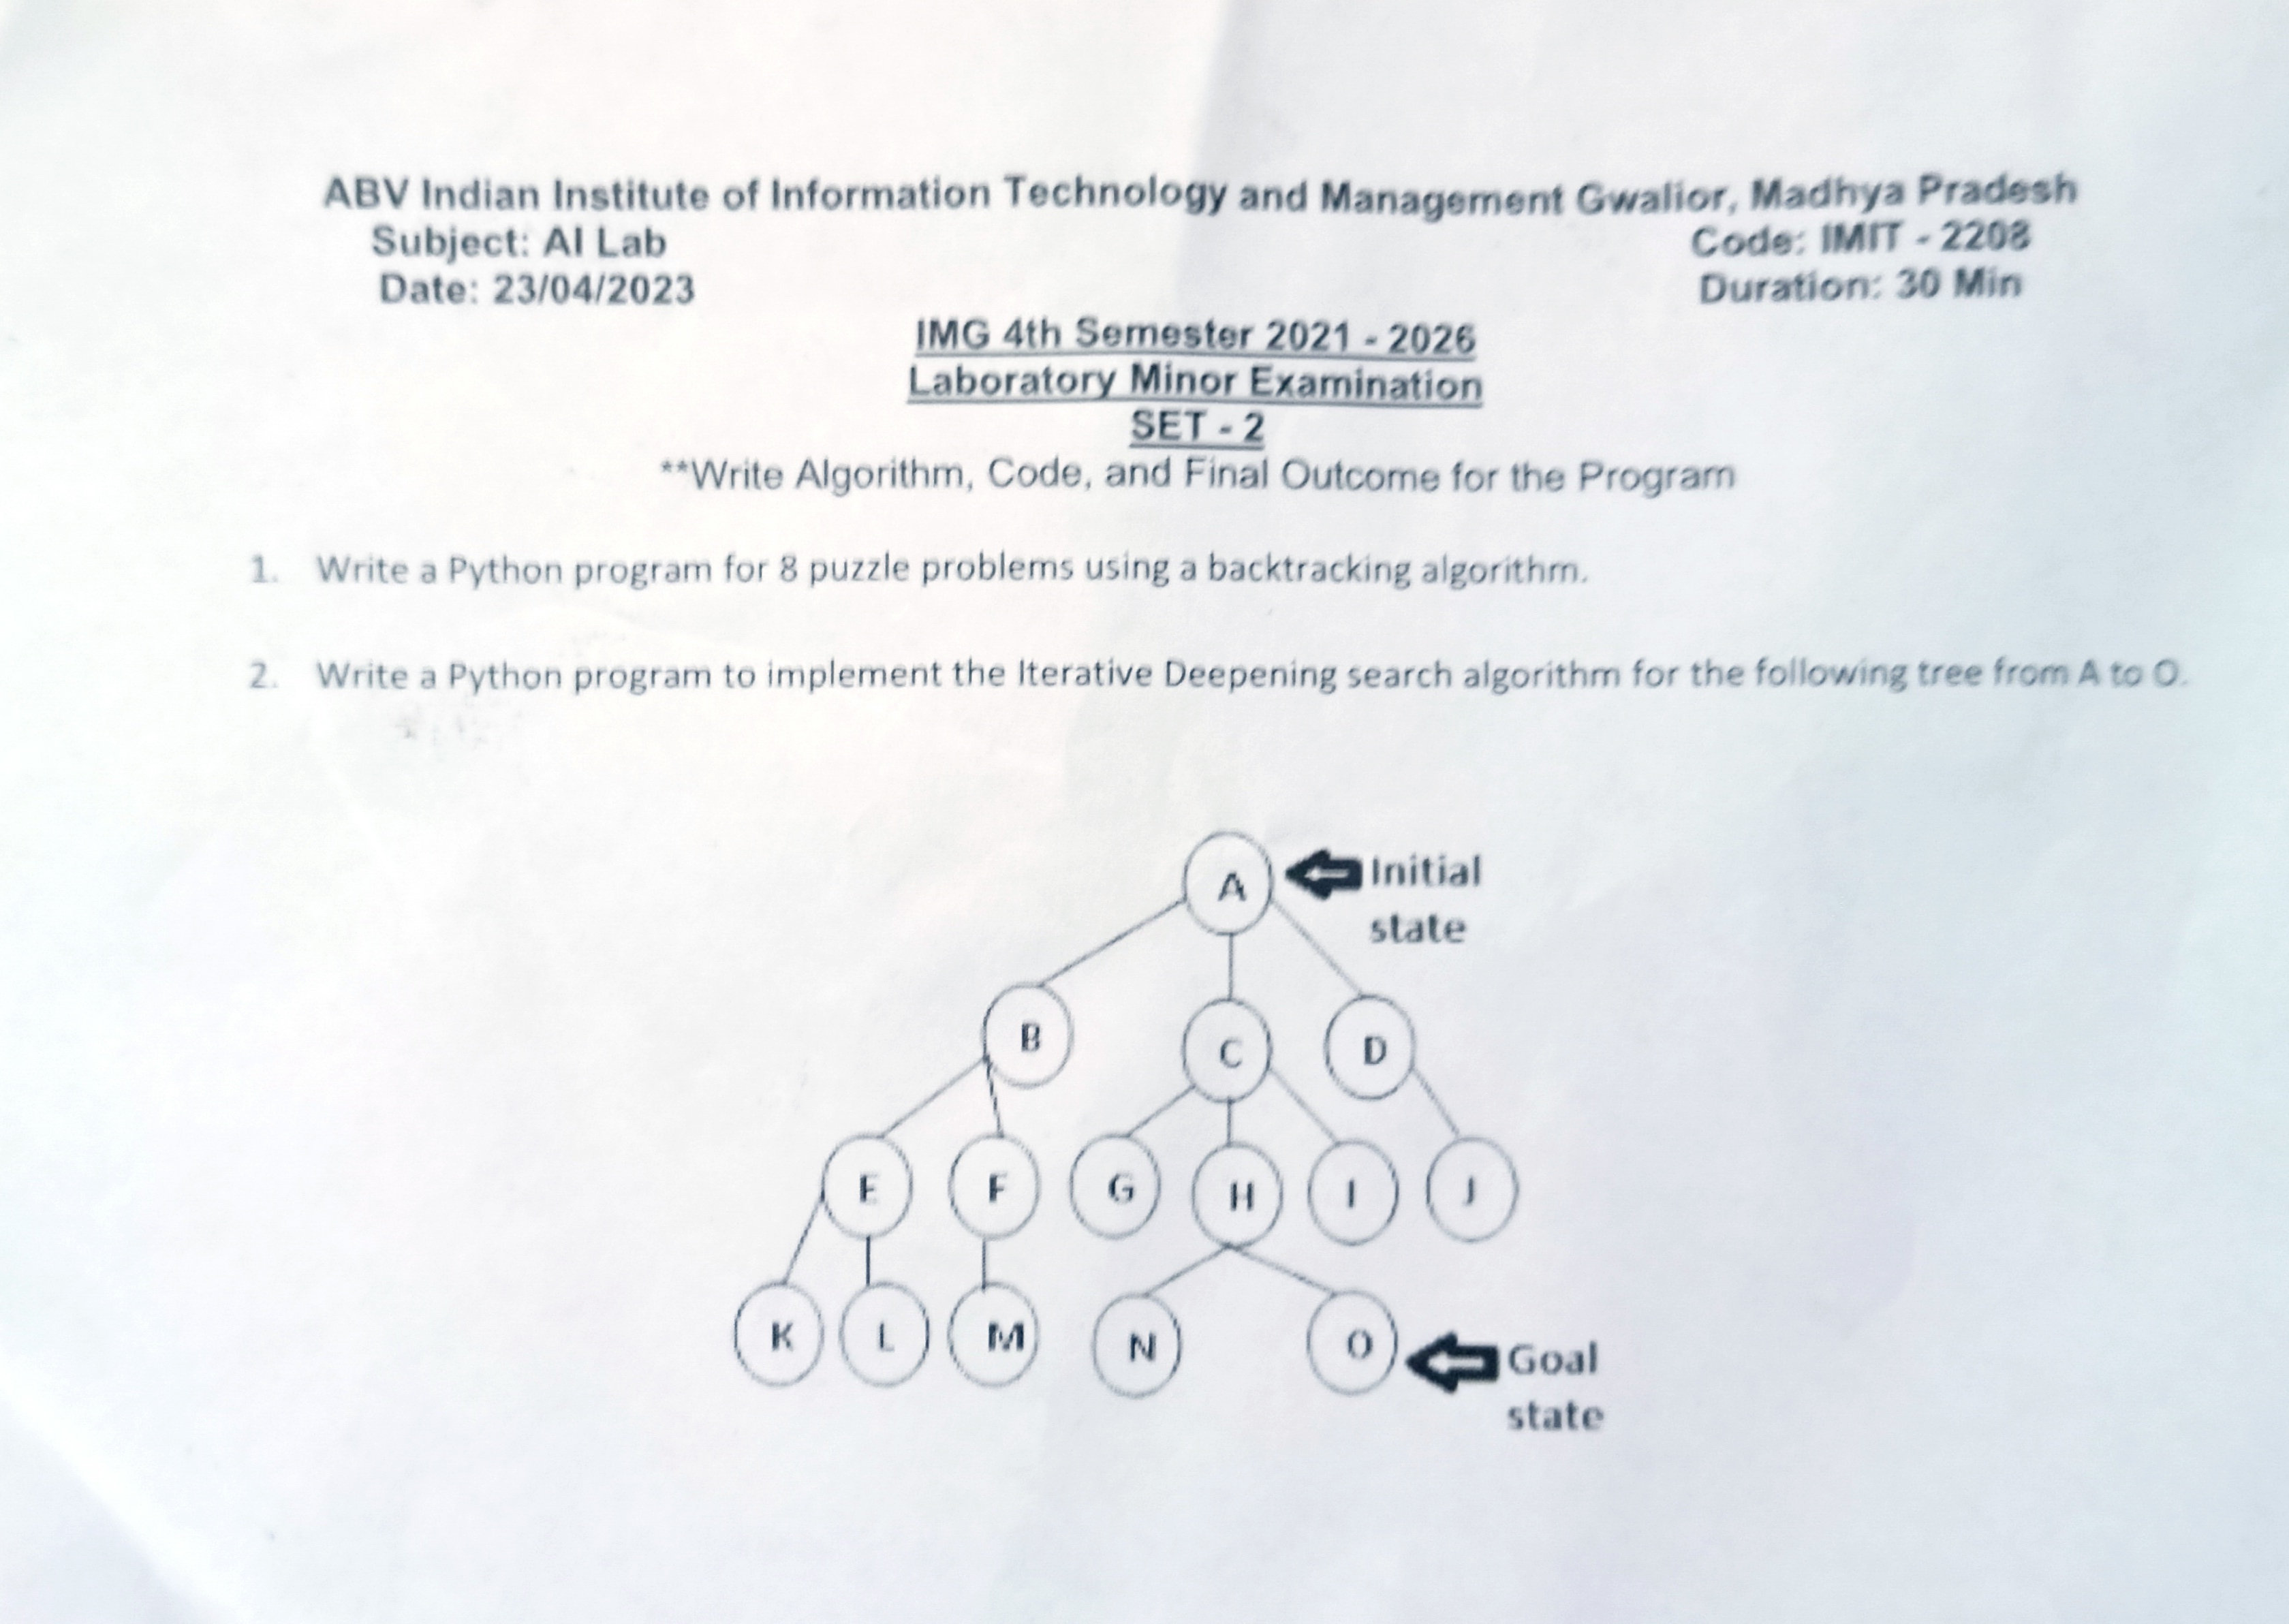 ABV Indian Institute of Information Technology and Management Gwalior, Madhya Pradesh
Subject: AI Lab Code: IMIT - 2208
Date: 23/04/2023 Duration: 30 Min
IMG 4th Semester 2021 - 2026
Laboratory Minor Examination
SET - 2
**Write Algorithm, Code, and Final Outcome for the Program
1. Write a Python program for 8 puzzle problems using a backtracking algorithm.
2. Write a Python program to implement the Iterative Deepening search algorithm for the following tree from A to O.
A Initial
state
B C D
E F G H I J
K L M N O Goal
state